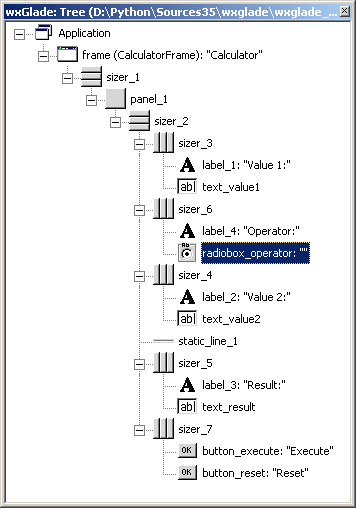 wxGlade: Tree (D:\Python\Sources35\wxglade\wxglade_...
Application
frame (CalculatorFrame): "Calculator"
sizer_1
panel_1
sizer_2
sizer_3
A label_1: "Value 1:"
ab text_value1
sizer_6
A label_4: "Operator:"
Rb radiobox_operator: ""
sizer_4
A label_2: "Value 2:"
ab text_value2
static_line_1
sizer_5
A label_3: "Result:"
ab text_result
sizer_7
OK button_execute: "Execute"
OK button_reset: "Reset"